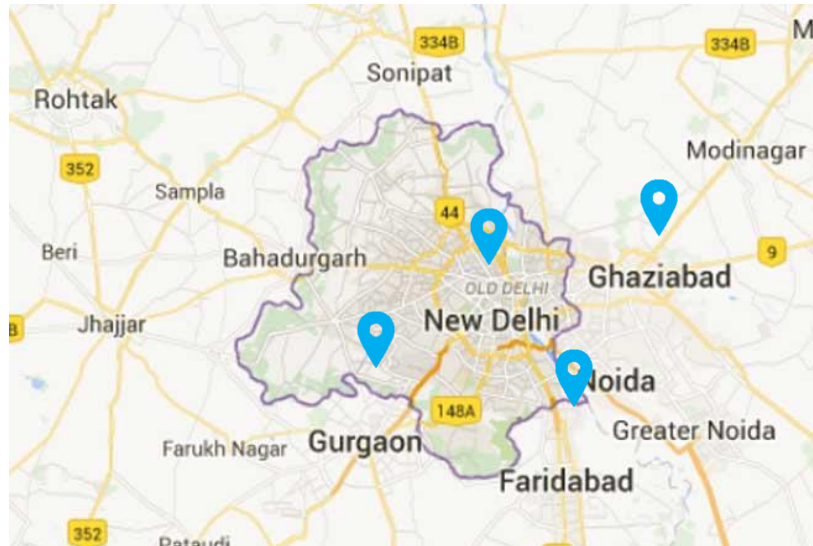 334B
334B
M
Sonipat
Rohtak
Modinagar
352
Sampla
44
Beri
Bahadurgarh
9
Ghaziabad
OLD DELHI
B
Jhajjar
New Delhi
Noida
148A
Greater Noida
Farukh Nagar
Gurgaon
Faridabad
352
Pataudi